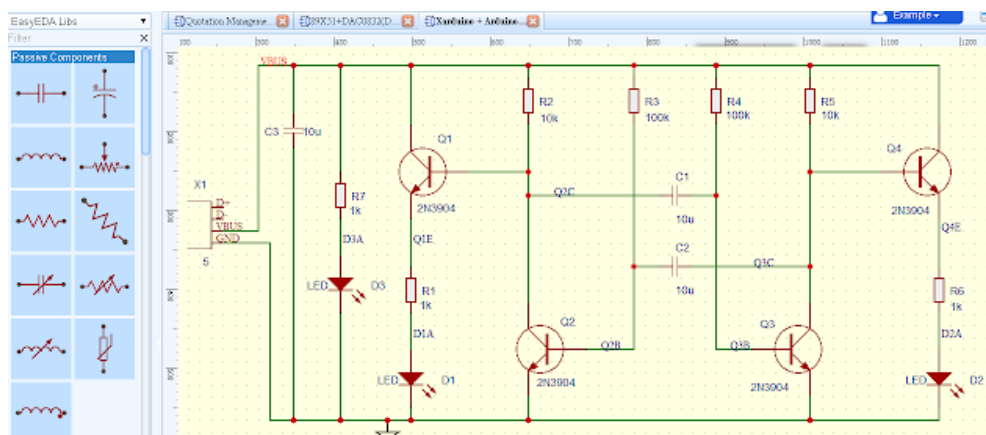 EasyEDA Libs
Quotation Manageme...
89X51+DAC0832(D...
Xarduino + Arduino...
Example
Filter
X
Passive Components
300
400
500
600
700
800
900
1000
1100
1200
VBUS
C3
10u
R7
1k
D3A
LED
D3
X1
D+
D-
VBUS
GND
5
Q1
2N3904
Q1E
R1
1k
D1A
LED
D1
R2
10k
R3
100k
R4
100k
R5
10k
Q2C
C1
10u
C2
10u
Q3C
Q2
Q2B
2N3904
Q3
Q3B
2N3904
Q4
2N3904
Q4E
R6
1k
D2A
LED
D2